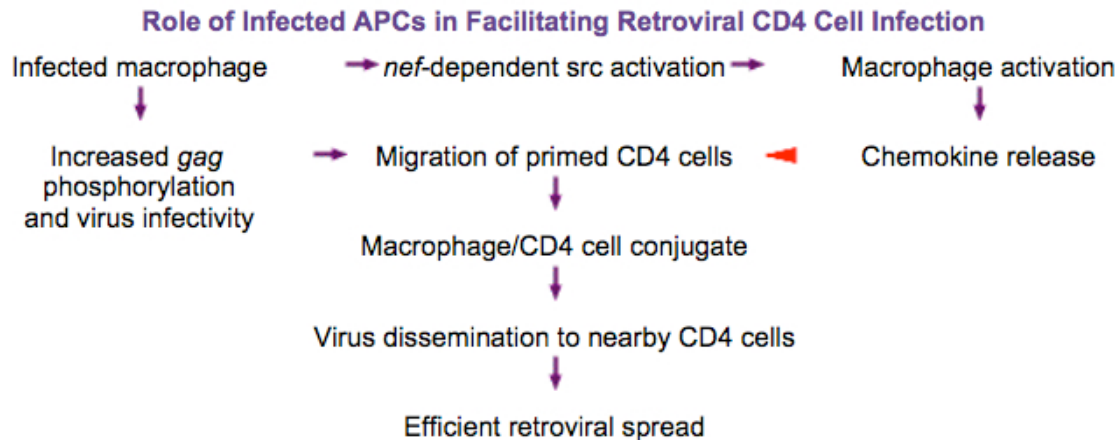 Role of Infected APCs in Facilitating Retroviral CD4 Cell Infection
Infected macrophage
nef-dependent src activation
Macrophage activation
Increased gag
phosphorylation
and virus infectivity
Migration of primed CD4 cells
Chemokine release
Macrophage/CD4 cell conjugate
Virus dissemination to nearby CD4 cells
Efficient retroviral spread